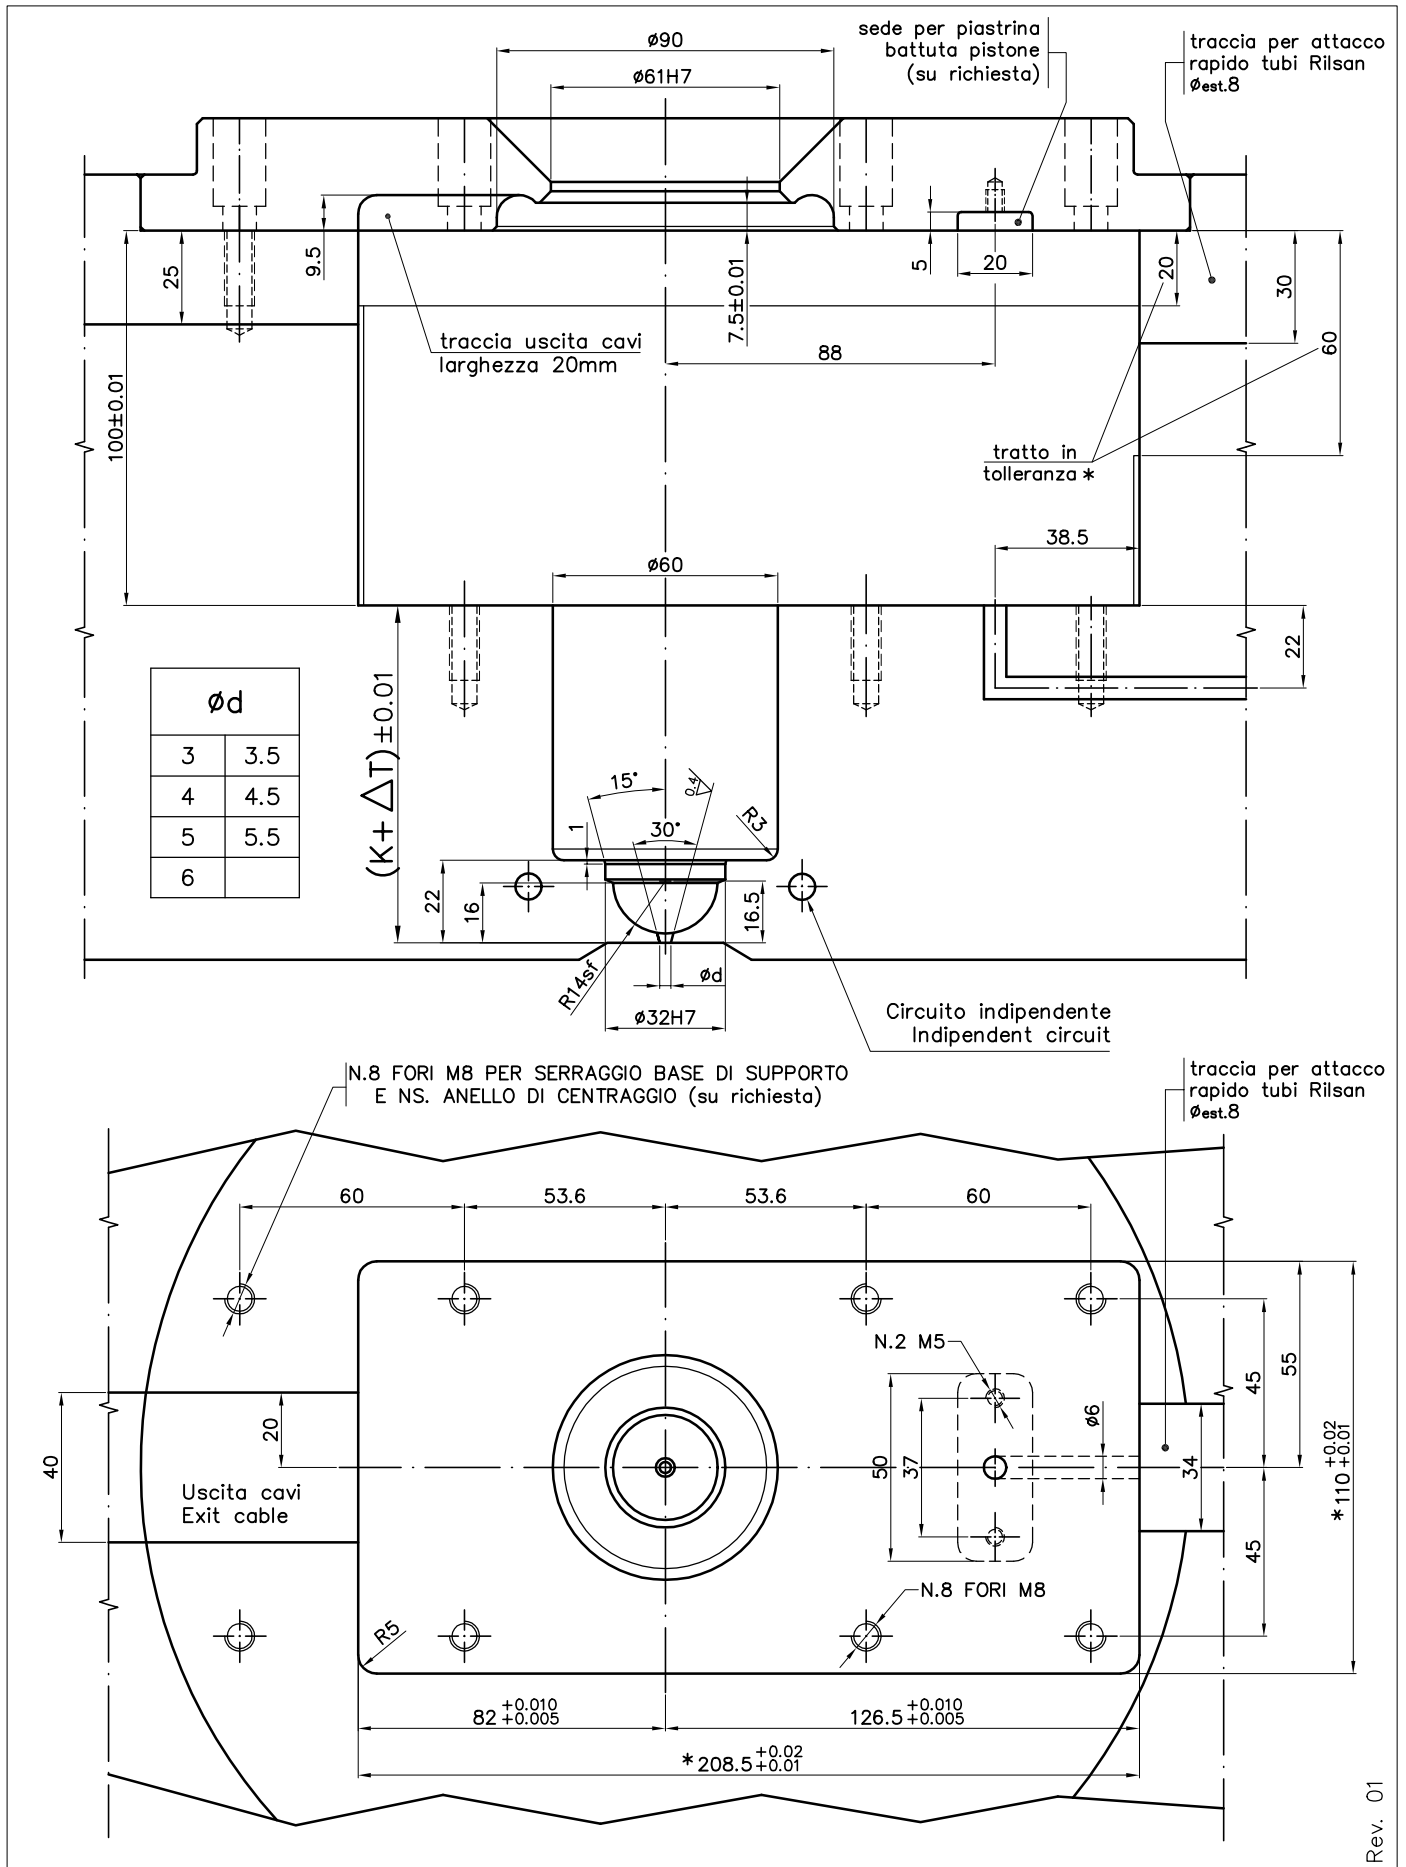 ø90
ø61H7
sede per piastrina
battuta pistone
(su richiesta)
traccia per attacco
rapido tubi Rilsan
Øest.8
25
9.5
7.5±0.01
5
20
20
30
60
100±0.01
traccia uscita cavi
larghezza 20mm
88
tratto in
tolleranza *
38.5
ø60
22
ød
3 3.5
4 4.5
5 5.5
6
(K+△T)±0.01
15°
0.4
30°
1
R3
22
16
16.5
R14sf
ød
ø32H7
Circuito indipendente
Indipendent circuit
N.8 FORI M8 PER SERRAGGIO BASE DI SUPPORTO
E NS. ANELLO DI CENTRAGGIO (su richiesta)
traccia per attacco
rapido tubi Rilsan
Øest.8
60
53.6
53.6
60
N.2 M5
45
55
40
20
50
37
ø6
34
*110 +0.02 +0.01
Uscita cavi
Exit cable
45
N.8 FORI M8
R5
82 +0.010 +0.005
126.5 +0.010 +0.005
*208.5 +0.02 +0.01
Rev. 01